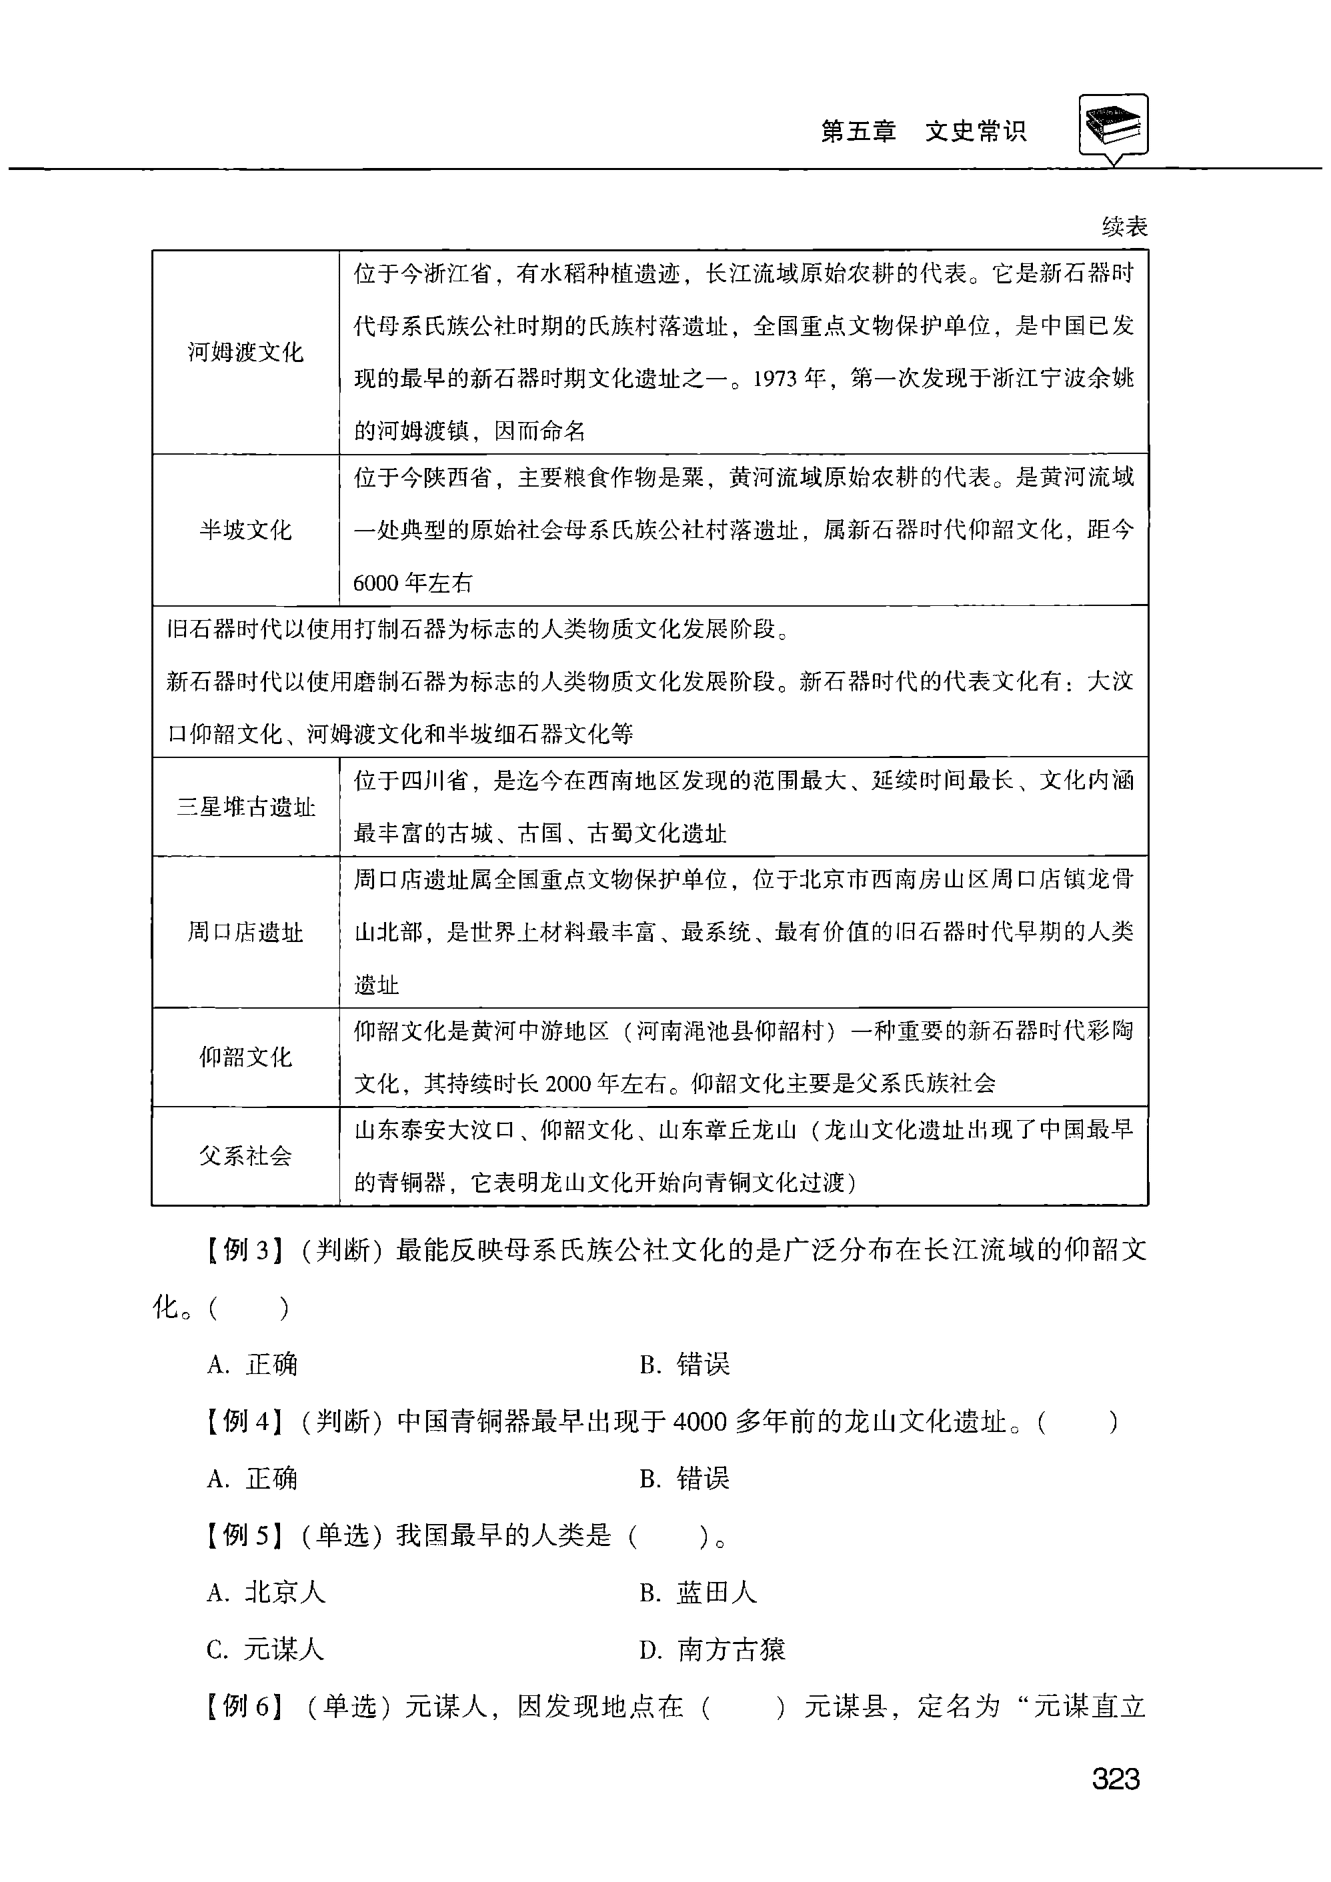 第五章　文史常识
续表
河姆渡文化
位于今浙江省，有水稻种植遗迹，长江流域原始农耕的代表。它是新石器时
代母系氏族公社时期的氏族村落遗址，全国重点文物保护单位，是中国已发
现的最早的新石器时期文化遗址之一。1973 年，第一次发现于浙江宁波余姚
的河姆渡镇，因而命名
半坡文化
位于今陕西省，主要粮食作物是粟，黄河流域原始农耕的代表。是黄河流域
一处典型的原始社会母系氏族公社村落遗址，属新石器时代仰韶文化，距今
6000 年左右
旧石器时代以使用打制石器为标志的人类物质文化发展阶段。
新石器时代以使用磨制石器为标志的人类物质文化发展阶段。新石器时代的代表文化有：大汶
口仰韶文化、河姆渡文化和半坡细石器文化等
三星堆古遗址
位于四川省，是迄今在西南地区发现的范围最大、延续时间最长、文化内涵
最丰富的古城、古国、古蜀文化遗址
周口店遗址
周口店遗址属全国重点文物保护单位，位于北京市西南房山区周口店镇龙骨
山北部，是世界上材料最丰富、最系统、最有价值的旧石器时代早期的人类
遗址
仰韶文化
仰韶文化是黄河中游地区（河南渑池县仰韶村）一种重要的新石器时代彩陶
文化，其持续时长 2000 年左右。仰韶文化主要是父系氏族社会
父系社会
山东泰安大汶口、仰韶文化、山东章丘龙山（龙山文化遗址出现了中国最早
的青铜器，它表明龙山文化开始向青铜文化过渡）
【例 3】（判断）最能反映母系氏族公社文化的是广泛分布在长江流域的仰韶文
化。（　　）
A. 正确　　B. 错误
【例 4】（判断）中国青铜器最早出现于 4000 多年前的龙山文化遗址。（　　）
A. 正确　　B. 错误
【例 5】（单选）我国最早的人类是（　　）。
A. 北京人　　B. 蓝田人
C. 元谋人　　D. 南方古猿
【例 6】（单选）元谋人，因发现地点在（　　）元谋县，定名为“元谋直立
323